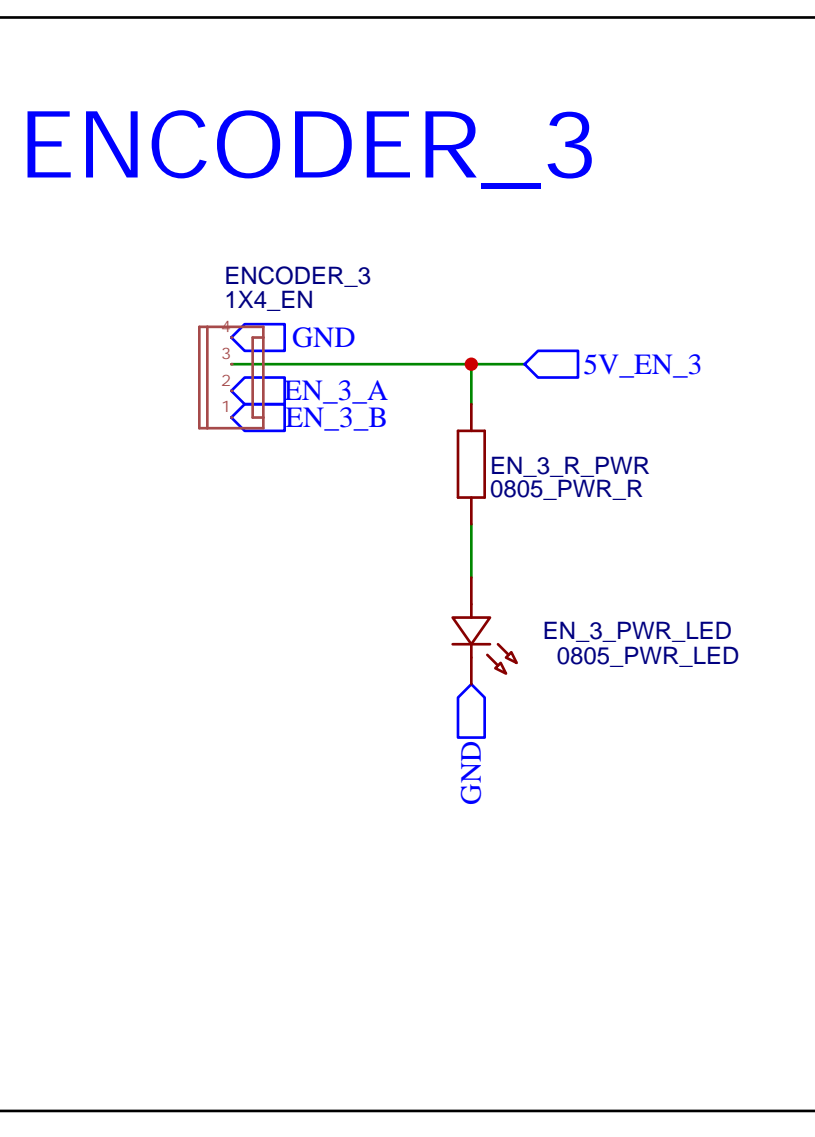 ENCODER_3
ENCODER_3
1X4_EN
4
GND
3
5V_EN_3
2
EN_3_A
1
EN_3_B
EN_3_R_PWR
0805_PWR_R
EN_3_PWR_LED
0805_PWR_LED
GND